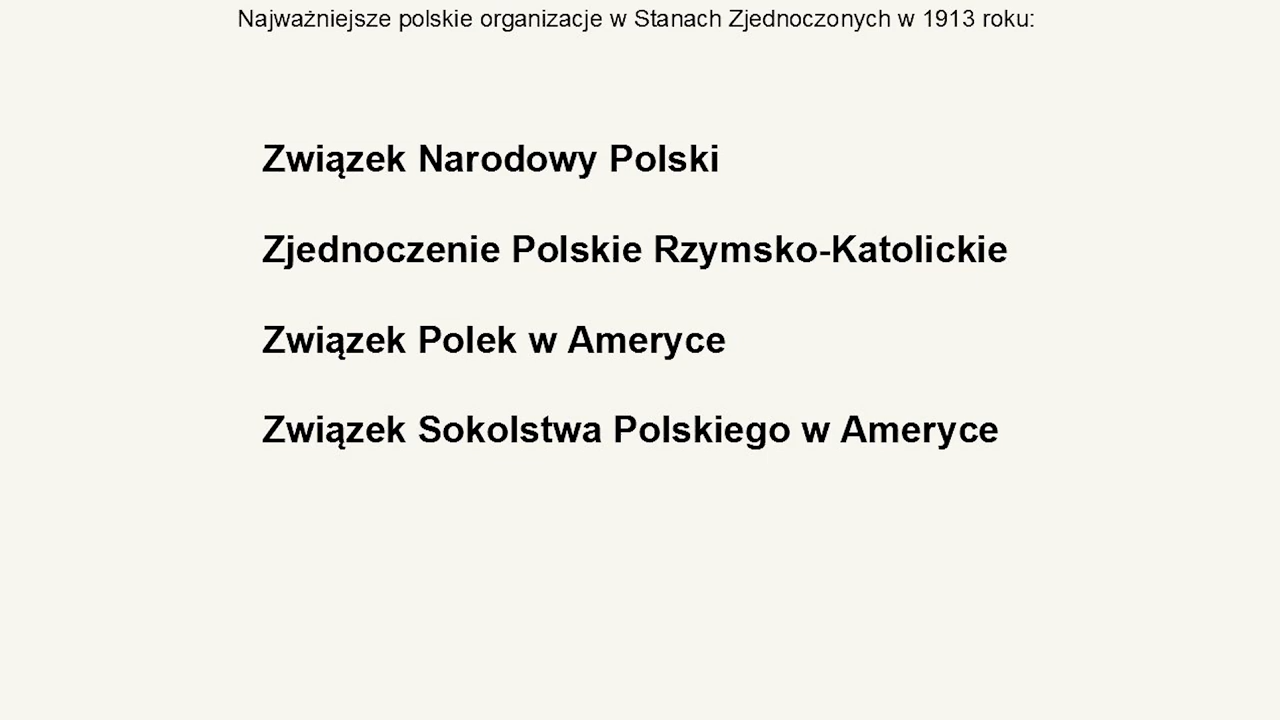 Najważniejsze polskie organizacje w Stanach Zjednoczonych w 1913 roku:
Związek Narodowy Polski
Zjednoczenie Polskie Rzymsko-Katolickie
Związek Polek w Ameryce
Związek Sokolstwa Polskiego w Ameryce